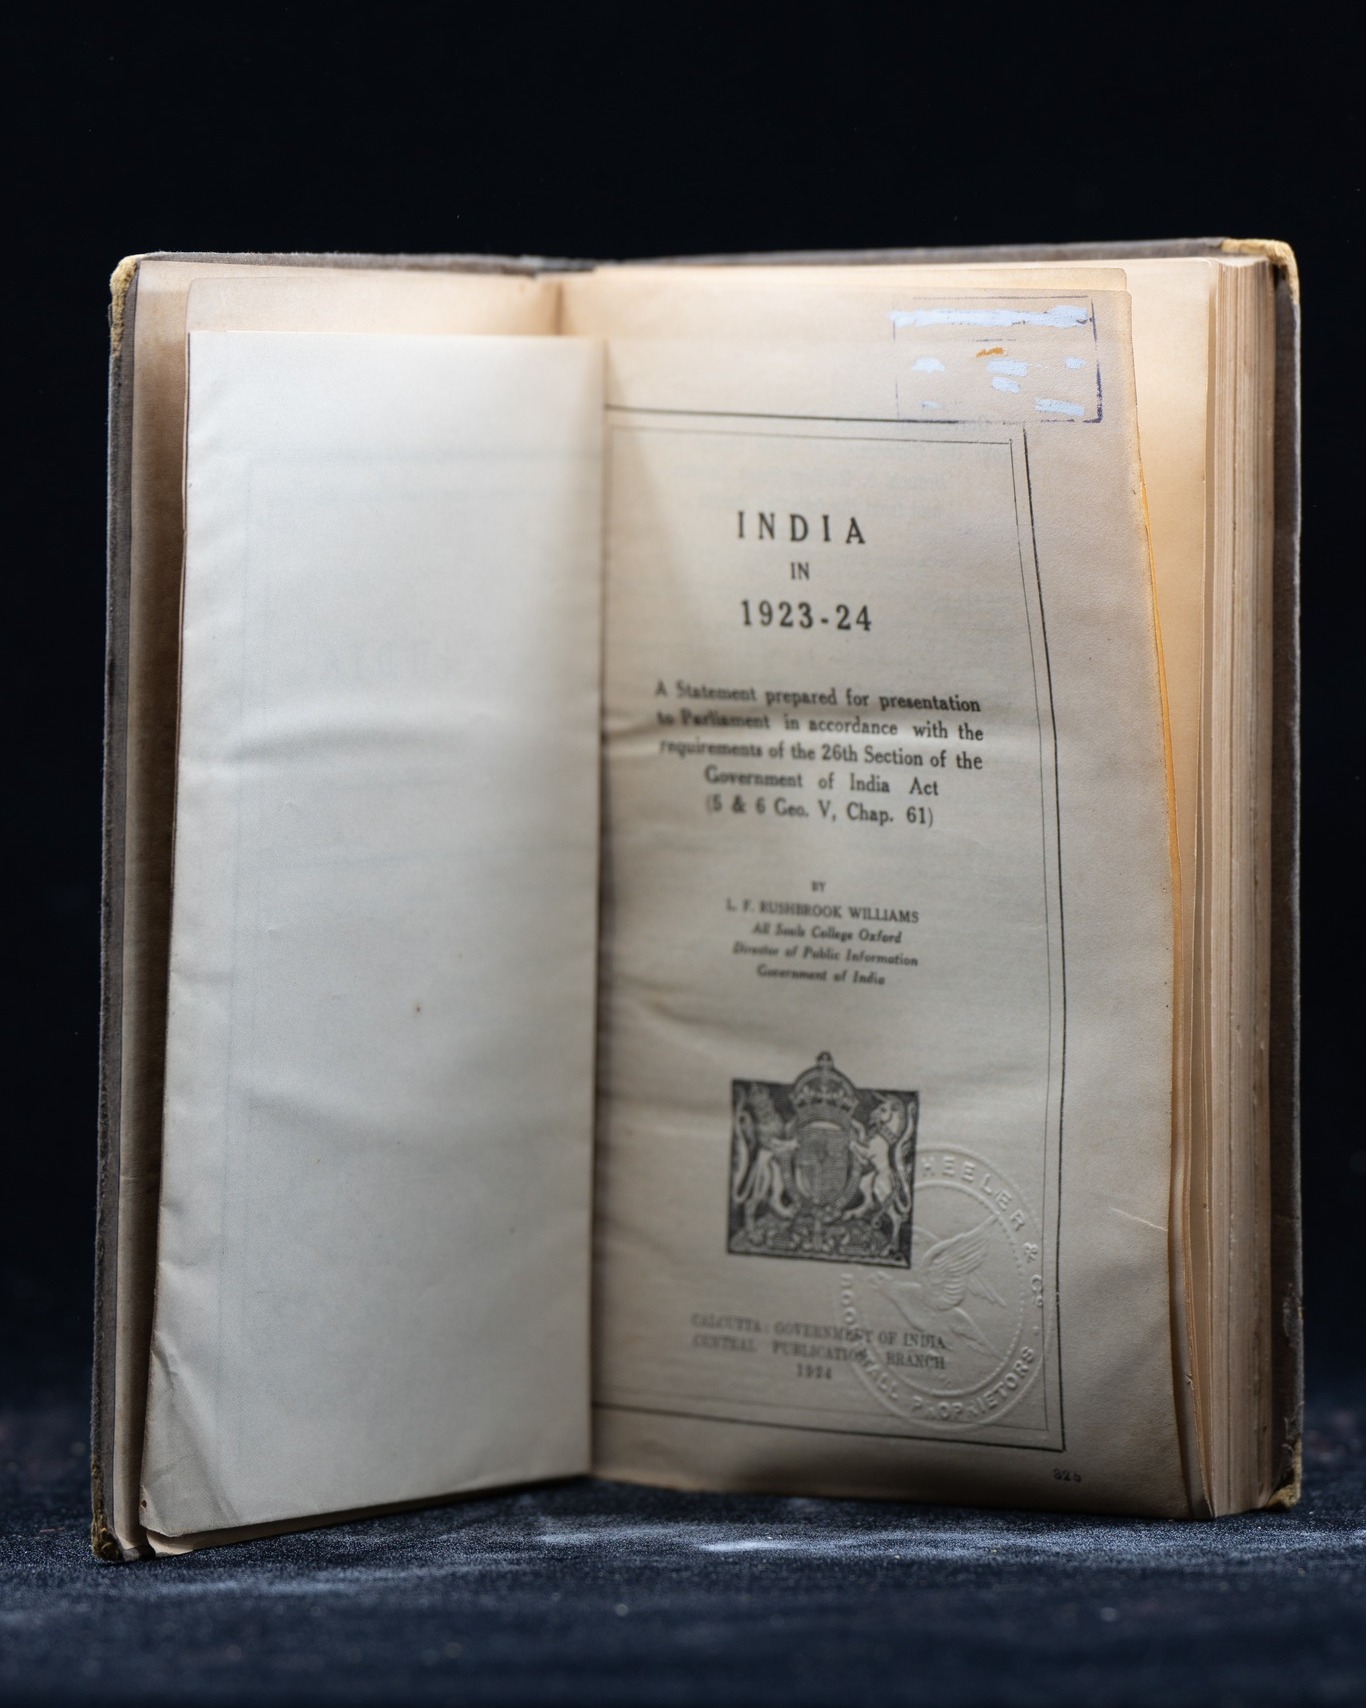 INDIA
IN
1923-24
A Statement prepared for presentation
to Parliament in accordance with the
requirements of the 26th Section of the
Government of India Act
(5 & 6 Geo. V, Chap. 61)
BY
L. F. RUSHBROOK WILLIAMS
All Souls College Oxford
Director of Public Information
Government of India
HEELER & Co.
PROPRIETORS
CALCUTTA : GOVERNMENT OF INDIA
CENTRAL PUBLICATION BRANCH
1924